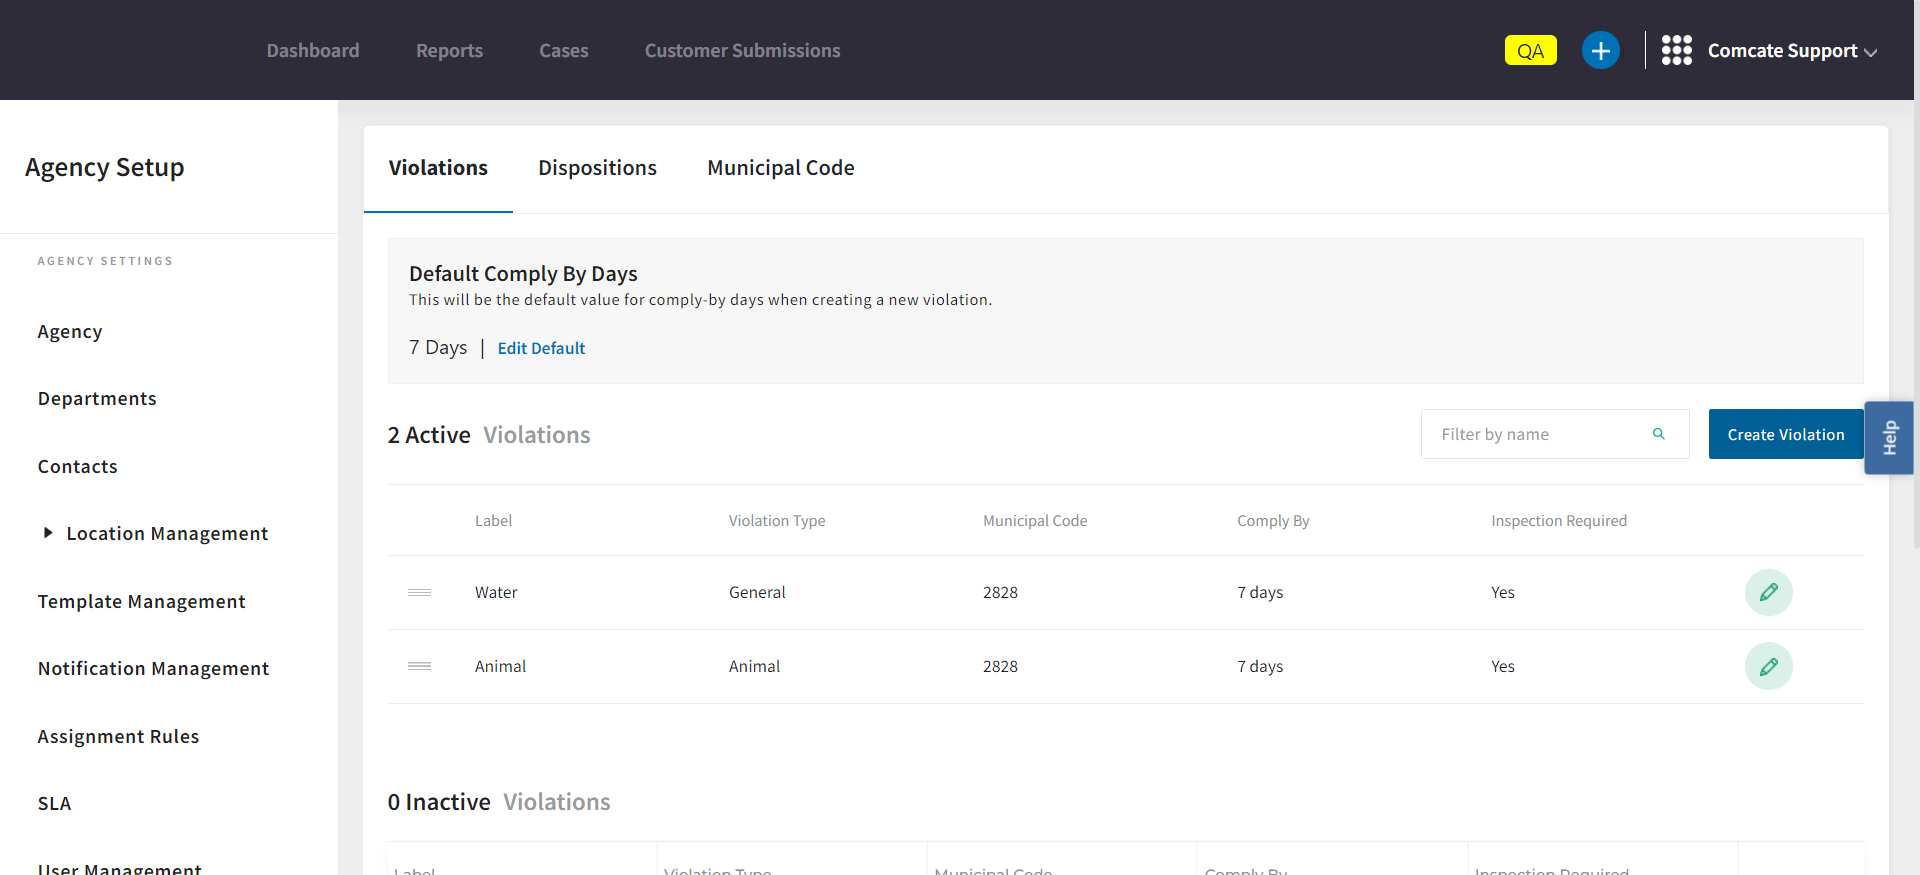 Dashboard Reports Cases Customer Submissions QA Comcate Support
Agency Setup
AGENCY SETTINGS
Agency
Departments
Contacts
Location Management
Template Management
Notification Management
Assignment Rules
SLA
User Management
Violations Dispositions Municipal Code
Default Comply By Days
This will be the default value for comply-by days when creating a new violation.
7 Days | Edit Default
2 Active Violations Filter by name Create Violation
Help
Label Violation Type Municipal Code Comply By Inspection Required
Water General 2828 7 days Yes
Animal Animal 2828 7 days Yes
0 Inactive Violations
Label Violation Type Municipal Code Comply By Inspection Required